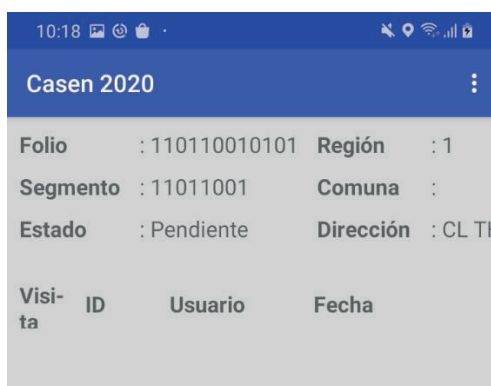 10:18
Casen 2020
Folio : 110110010101 Región : 1
Segmento : 11011001 Comuna :
Estado : Pendiente Dirección : CL
Visi- ID Usuario Fecha
ta